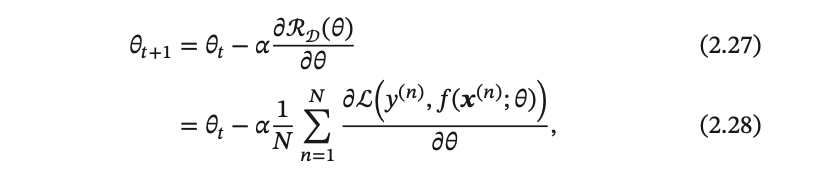 θ_{t+1} = θ_t − α ∂ℛ_𝒟(θ)/∂θ (2.27)
= θ_t − α 1/N ∑_{n=1}^{N} ∂ℒ(y^{(n)}, f(𝒙^{(n)}; θ))/∂θ, (2.28)